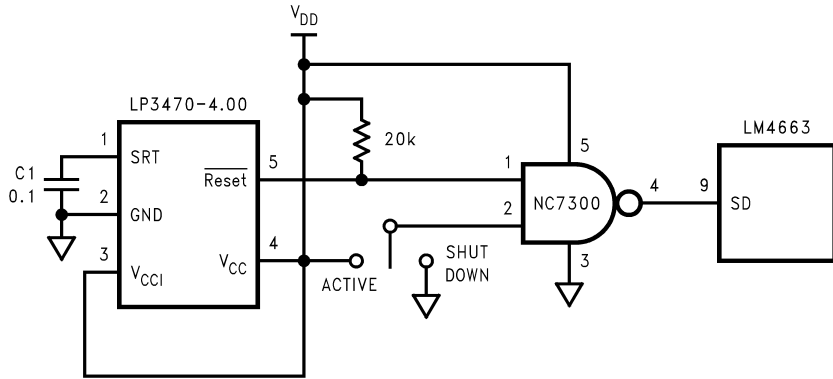 VDD
LP3470-4.00
LM4663
C1
0.1
1
SRT
2
GND
3
VCCI
5
Reset
4
VCC
20k
ACTIVE
SHUT
DOWN
1
2
NC7300
5
3
4
9
SD